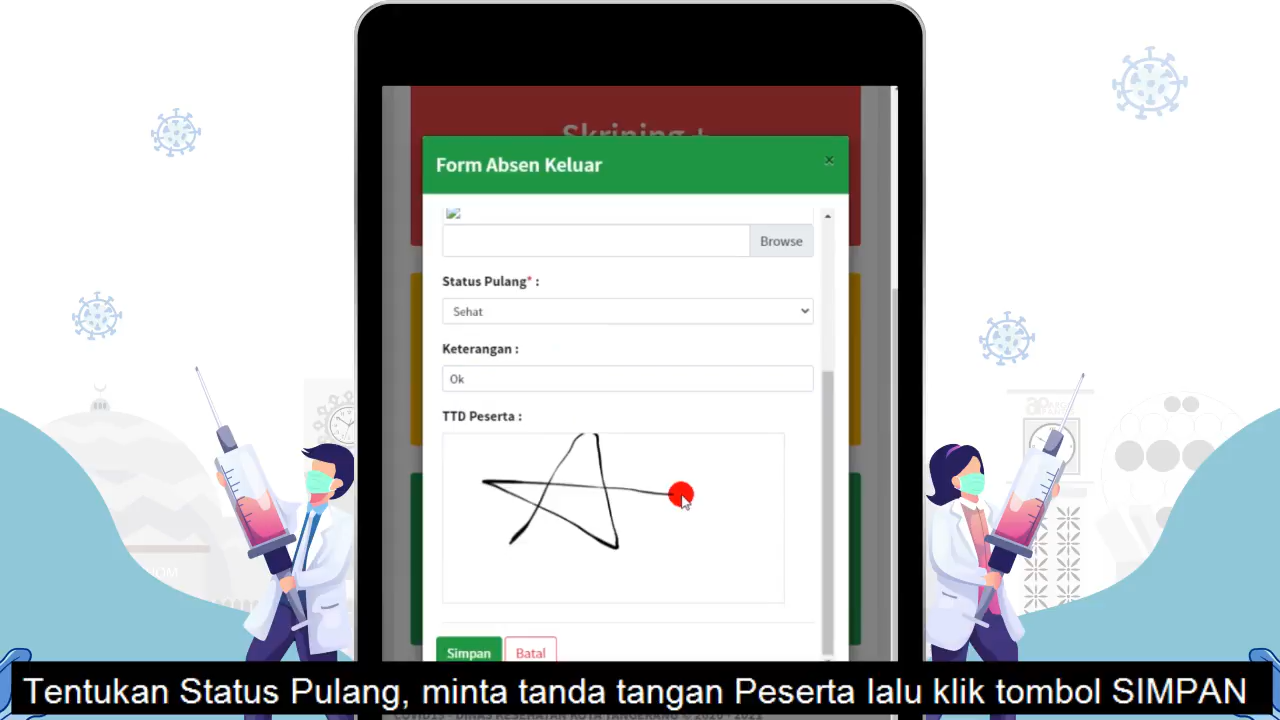 Skrining +
Form Absen Keluar
×
Browse
Status Pulang* :
Sehat
Keterangan :
Ok
TTD Peserta :
Simpan
Batal
Tentukan Status Pulang, minta tanda tangan Peserta lalu klik tombol SIMPAN